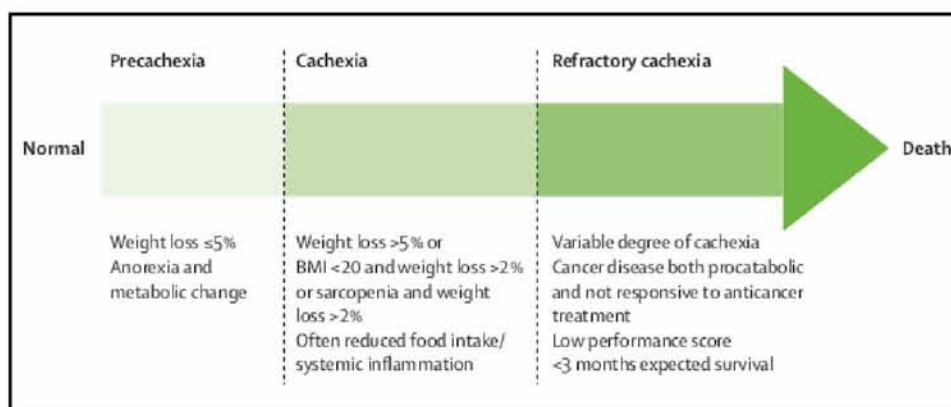 Precachexia
Cachexia
Refractory cachexia
Normal
Death
Weight loss ≤5%
Anorexia and
metabolic change
Weight loss >5% or
BMI <20 and weight loss >2%
or sarcopenia and weight
loss >2%
Often reduced food intake/
systemic inflammation
Variable degree of cachexia
Cancer disease both procatabolic
and not responsive to anticancer
treatment
Low performance score
<3 months expected survival